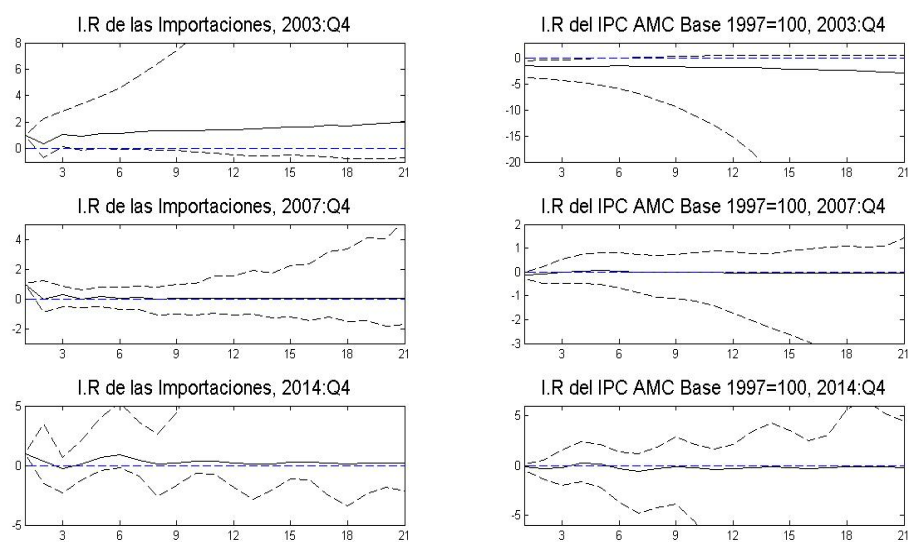 I.R de las Importaciones, 2003:Q4
8
6
4
2
0
3 6 9 12 15 18 21
I.R del IPC AMC Base 1997=100, 2003:Q4
0
-5
-10
-15
-20
3 6 9 12 15 18 21
I.R de las Importaciones, 2007:Q4
4
2
0
-2
3 6 9 12 15 18 21
I.R del IPC AMC Base 1997=100, 2007:Q4
2
1
0
-1
-2
-3
3 6 9 12 15 18 21
I.R de las Importaciones, 2014:Q4
5
0
-5
3 6 9 12 15 18 21
I.R del IPC AMC Base 1997=100, 2014:Q4
5
0
-5
3 6 9 12 15 18 21